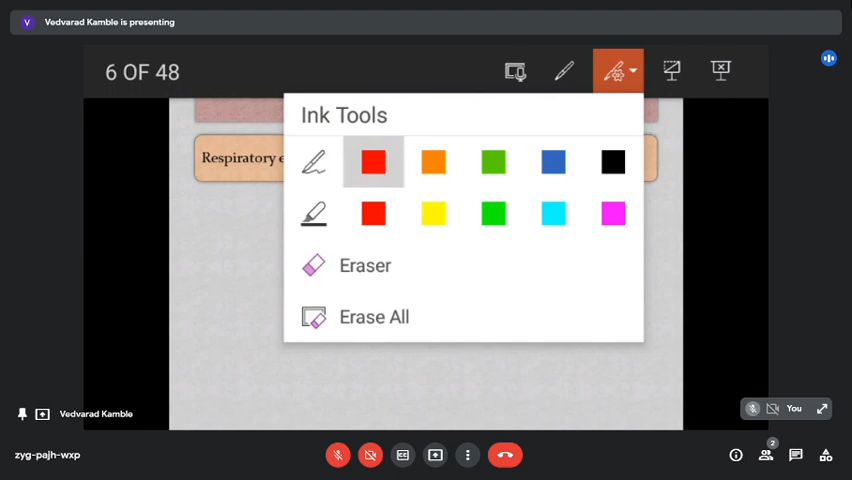 V Vedvarad Kamble is presenting
6 OF 48
Ink Tools
Respiratory
Eraser
Erase All
Vedvarad Kamble
You
zyg-pajh-wxp
2